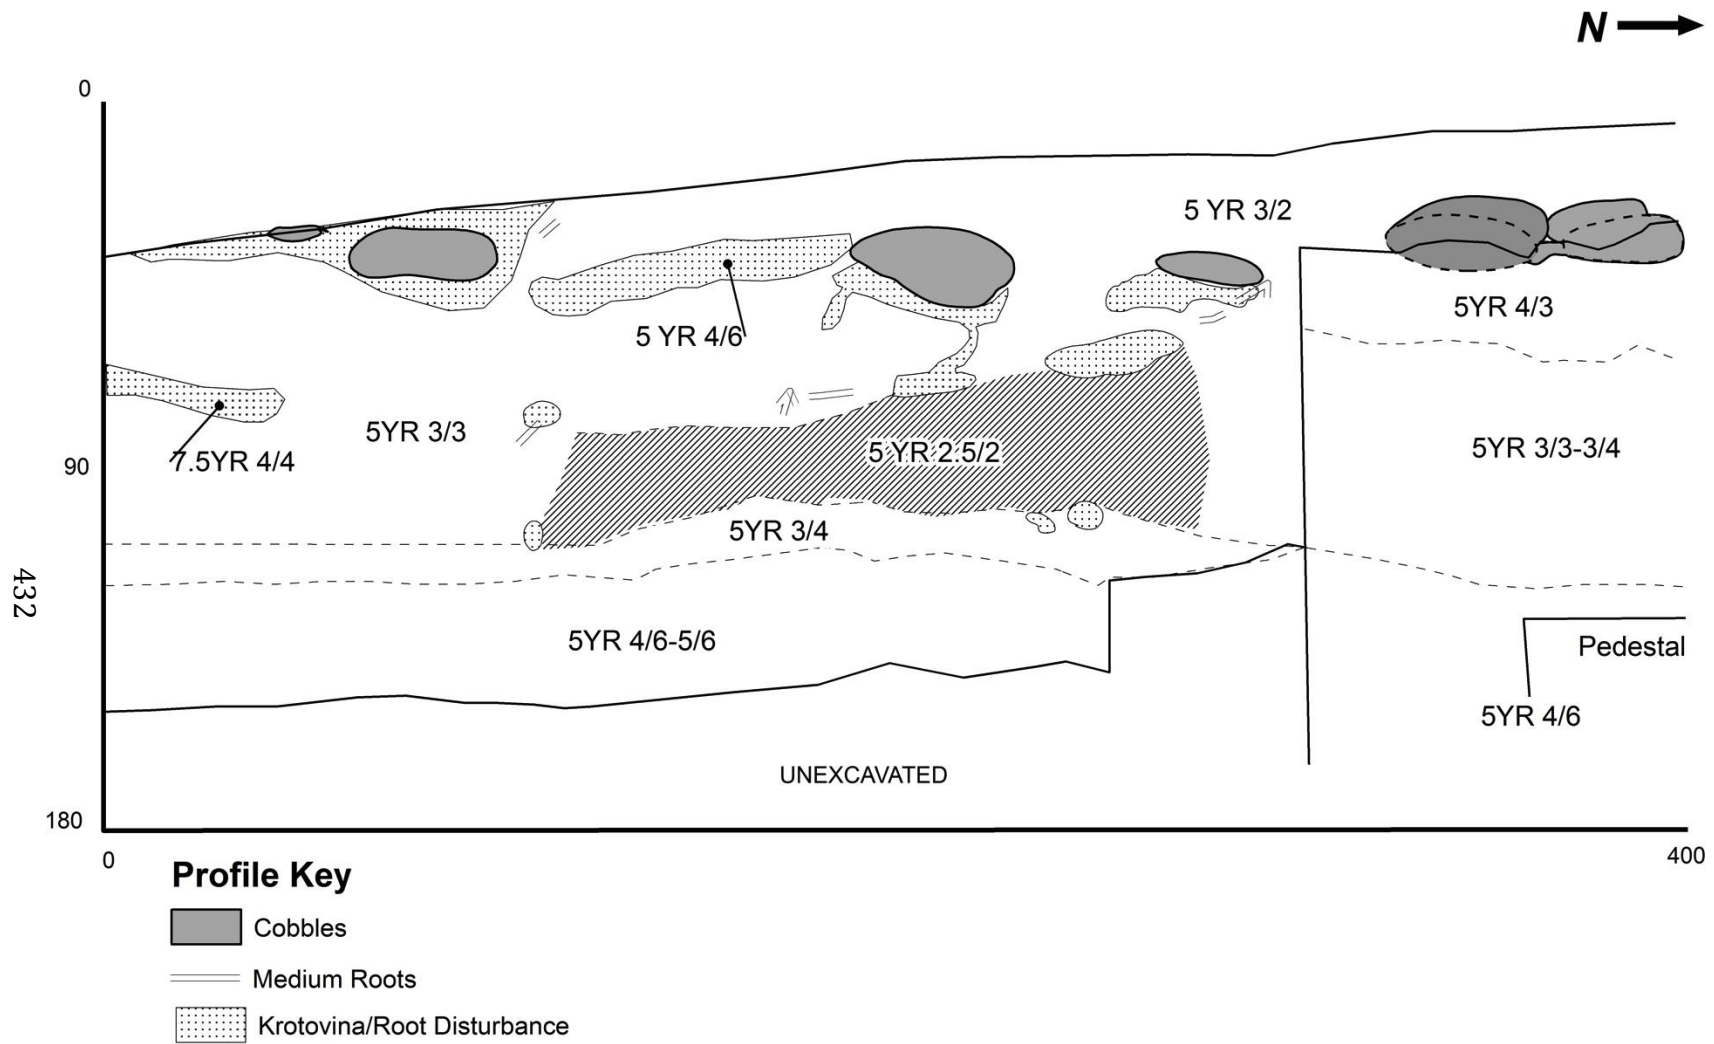 N
0
5 YR 3/2
5YR 4/3
5 YR 4/6
5YR 3/3
7.5YR 4/4
90
5 YR 2.5/2
5YR 3/3-3/4
5YR 3/4
432
5YR 4/6-5/6
Pedestal
5YR 4/6
UNEXCAVATED
180
0
400
Profile Key
Cobbles
Medium Roots
Krotovina/Root Disturbance